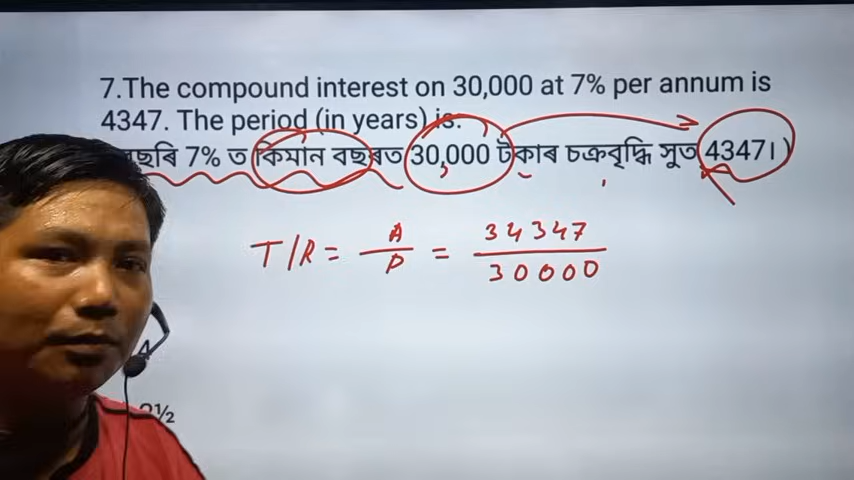 7.The compound interest on 30,000 at 7% per annum is
4347. The period (in years) is:
বছৰি 7% ত কিমান বছৰত 30,000 টকাৰ চক্ৰবৃদ্ধি সূত 4347।)
T/R = A/P = 34347/30000
4
2½